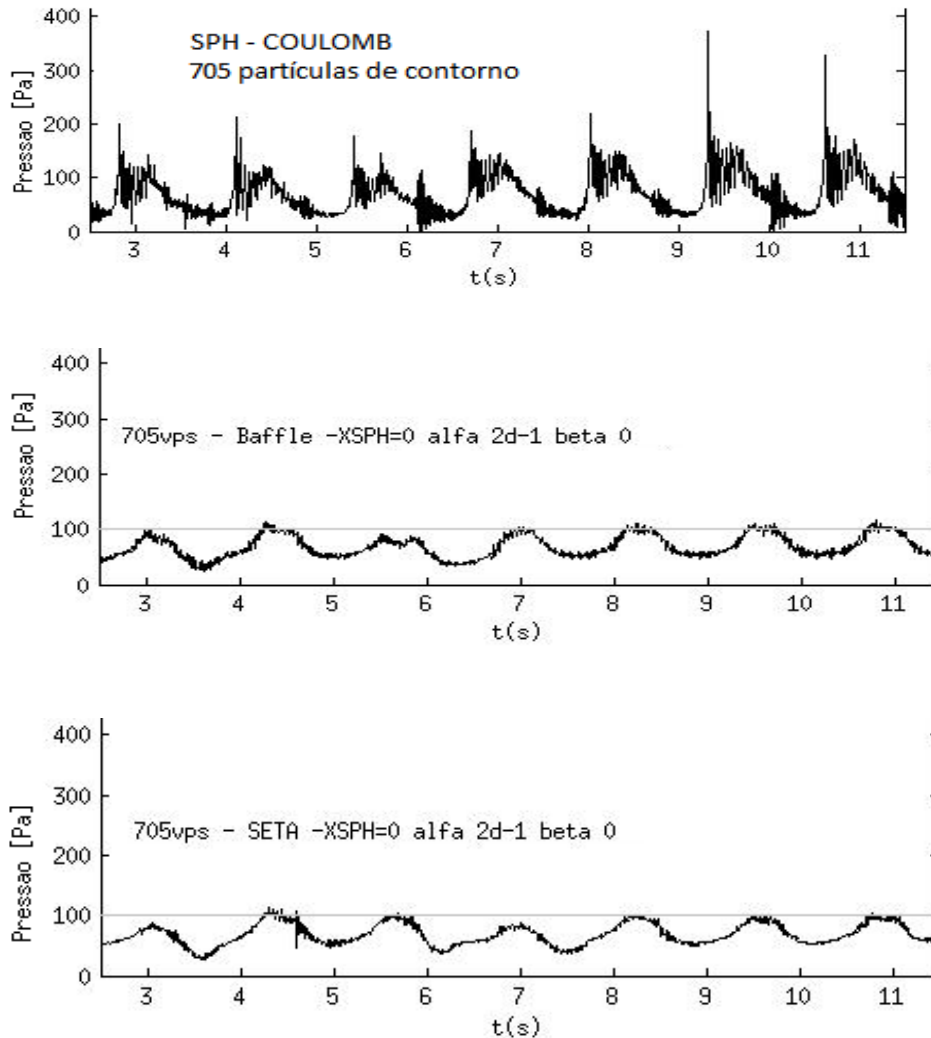 400
300
200
100
0
Pressao [Pa]
SPH - COULOMB
705 partículas de contorno
3 4 5 6 7 8 9 10 11
t(s)
400
300
200
100
0
Pressao [Pa]
705vps - Baffle -XSPH=0 alfa 2d-1 beta 0
3 4 5 6 7 8 9 10 11
t(s)
400
300
200
100
0
Pressao [Pa]
705vps - SETA -XSPH=0 alfa 2d-1 beta 0
3 4 5 6 7 8 9 10 11
t(s)